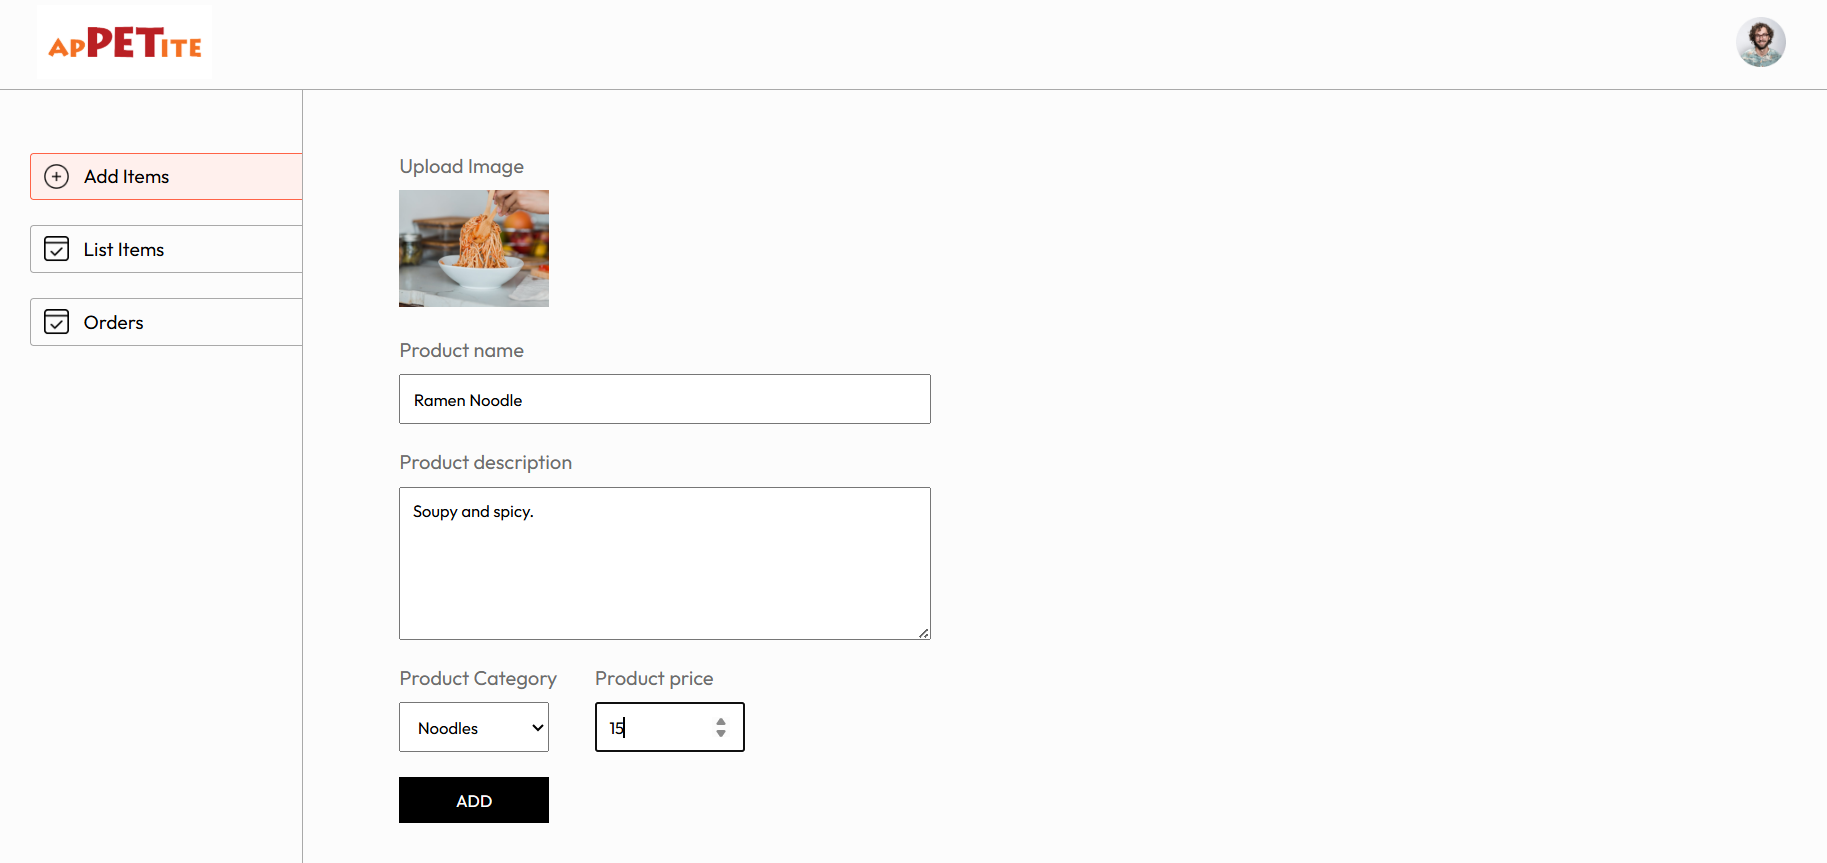 APPETITE
Add Items
List Items
Orders
Upload Image
Product name
Ramen Noodle
Product description
Soupy and spicy.
Product Category
Product price
Noodles
15
ADD